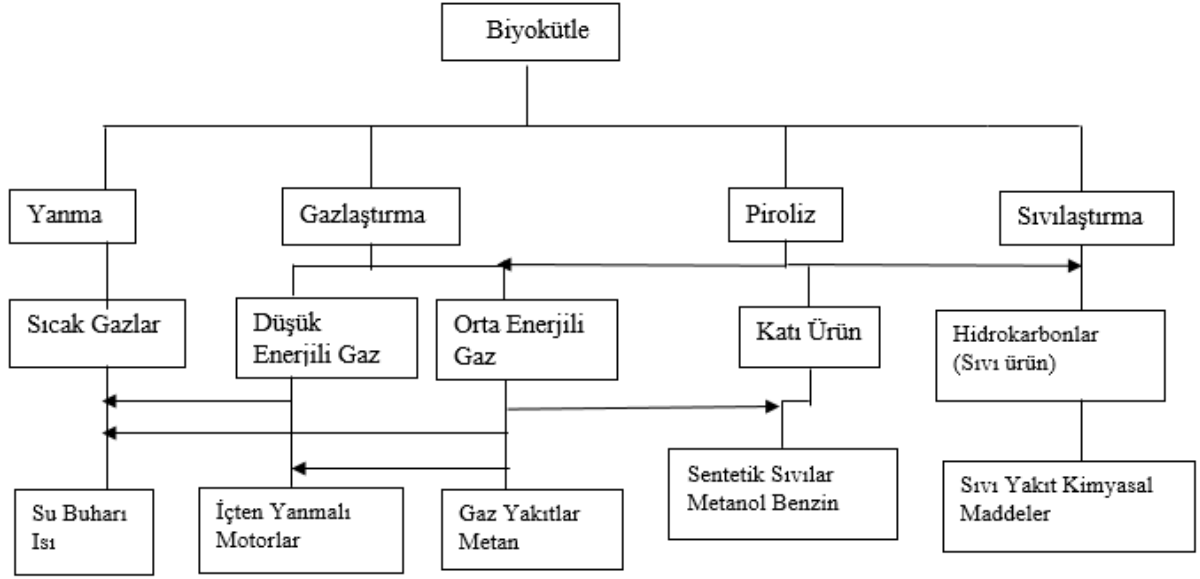 Biyokütle
Yanma
Gazlaştırma
Piroliz
Sıvılaştırma
Sıcak Gazlar
Düşük
Enerjili Gaz
Orta Enerjili
Gaz
Katı Ürün
Hidrokarbonlar
(Sıvı ürün)
Su Buharı
Isı
İçten Yanmalı
Motorlar
Gaz Yakıtlar
Metan
Sentetik Sıvılar
Metanol Benzin
Sıvı Yakıt Kimyasal
Maddeler